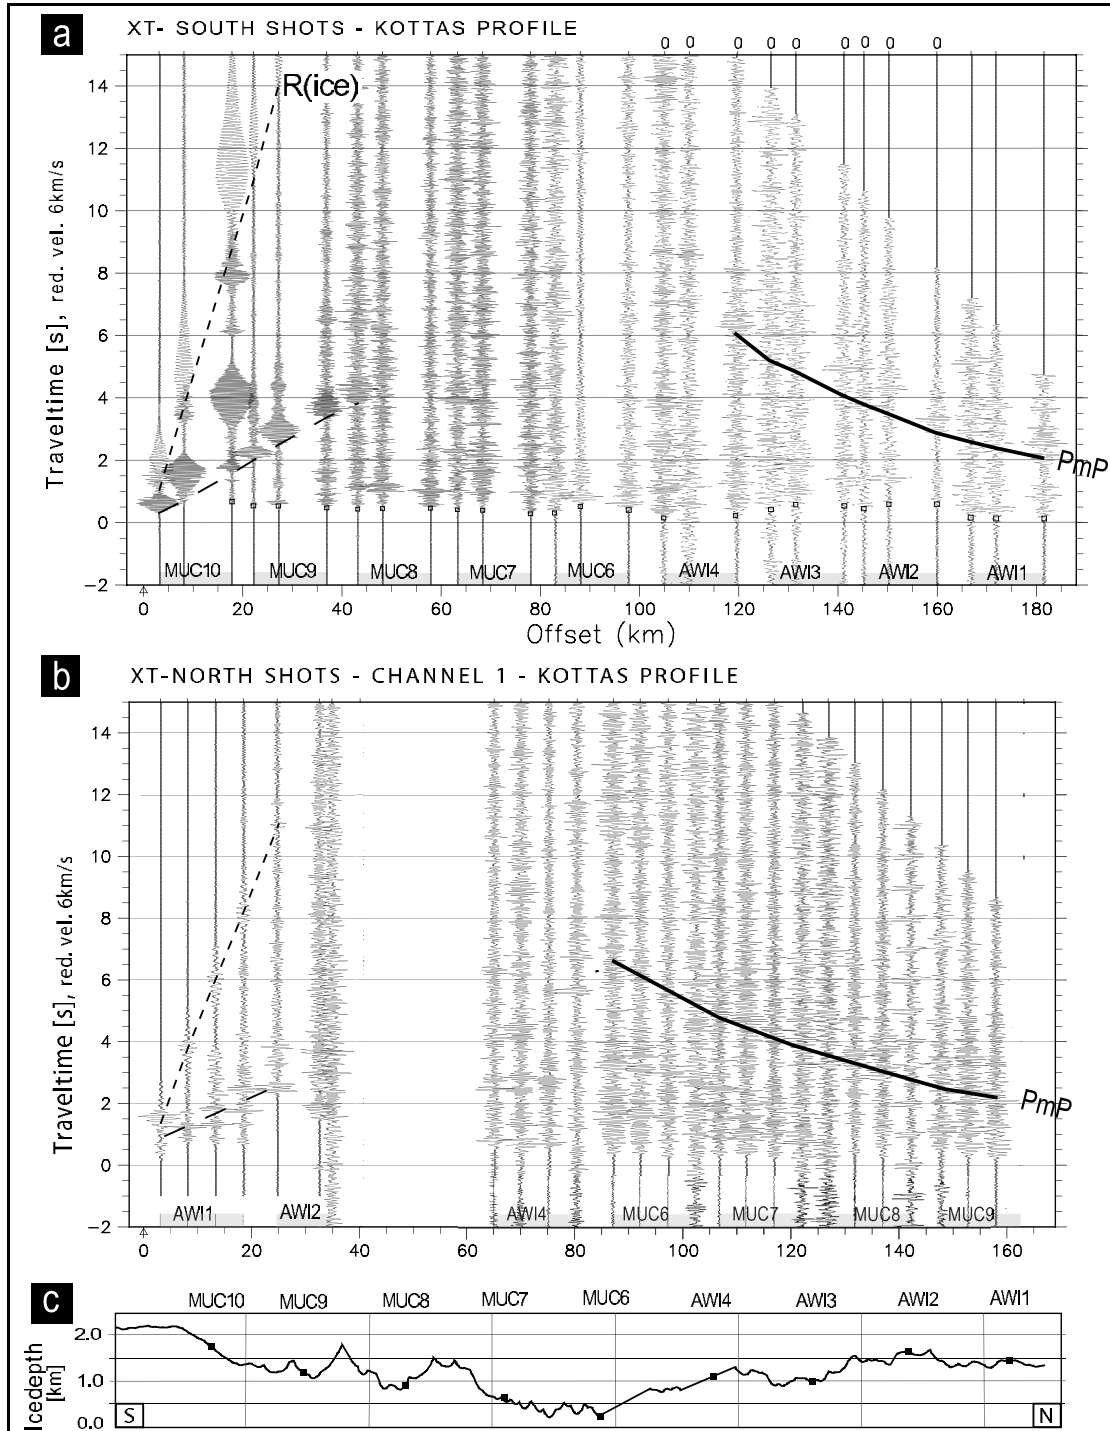 a
XT- SOUTH SHOTS - KOTTAS PROFILE
0 0 0 0 0 0 0 0 0
R(ice)
14
12
10
8
6
4
2
0
-2
Traveltime [s], red. vel. 6km/s
PmP
MUC10 MUC9 MUC8 MUC7 MUC6 AWI4 AWI3 AWI2 AWI1
0 20 40 60 80 100 120 140 160 180
Offset (km)
b
XT-NORTH SHOTS - CHANNEL 1 - KOTTAS PROFILE
14
12
10
8
6
4
2
0
-2
Traveltime [s], red. vel. 6km/s
PmP
AWI1 AWI2 AWI4 MUC6 MUC7 MUC8 MUC9
0 20 40 60 80 100 120 140 160
c
MUC10 MUC9 MUC8 MUC7 MUC6 AWI4 AWI3 AWI2 AWI1
2.0
1.0
0.0
Icedepth
[km]
S N